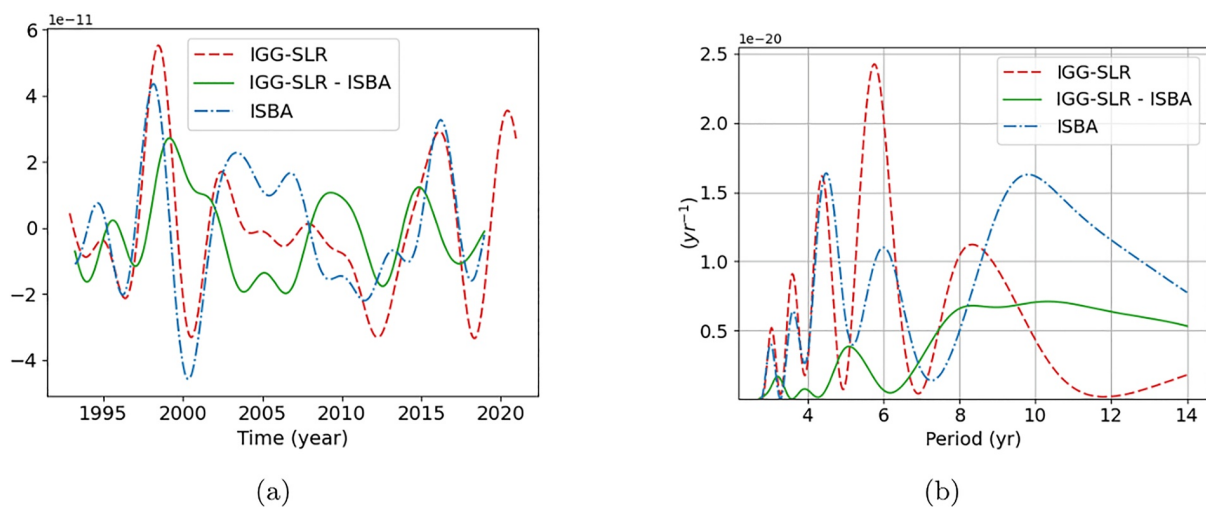 1e−11
6
4
2
0
−2
−4
IGG-SLR
IGG-SLR - ISBA
ISBA
1995 2000 2005 2010 2015 2020
Time (year)
(a)
1e−20
2.5
2.0
1.5
1.0
0.5
(yr⁻¹)
IGG-SLR
IGG-SLR - ISBA
ISBA
4 6 8 10 12 14
Period (yr)
(b)